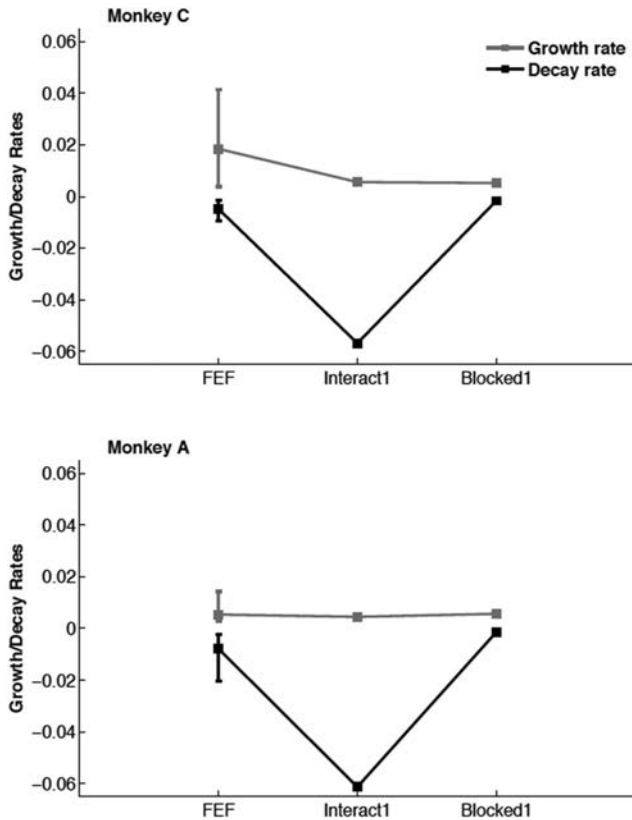 Monkey C
Growth rate
Decay rate
Growth/Decay Rates
0.06
0.04
0.02
0
−0.02
−0.04
−0.06
FEF Interact1 Blocked1
Monkey A
Growth/Decay Rates
0.06
0.04
0.02
0
−0.02
−0.04
−0.06
FEF Interact1 Blocked1